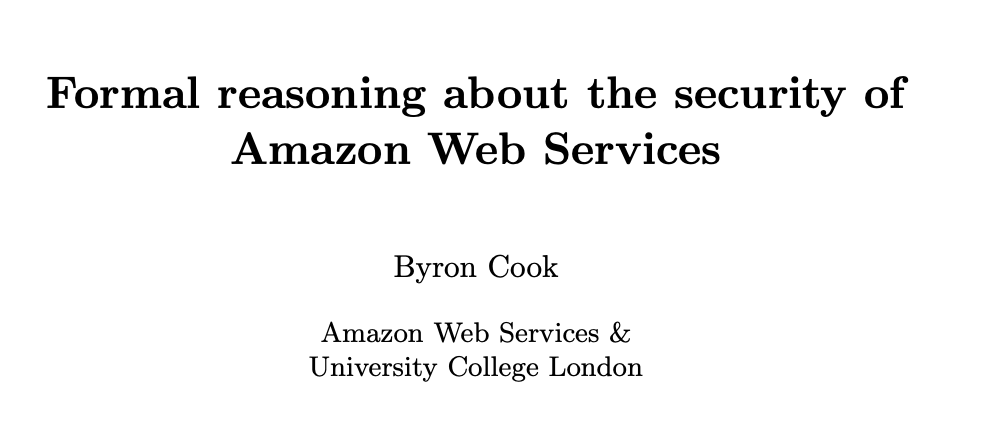 Formal reasoning about the security of
Amazon Web Services
Byron Cook
Amazon Web Services &
University College London